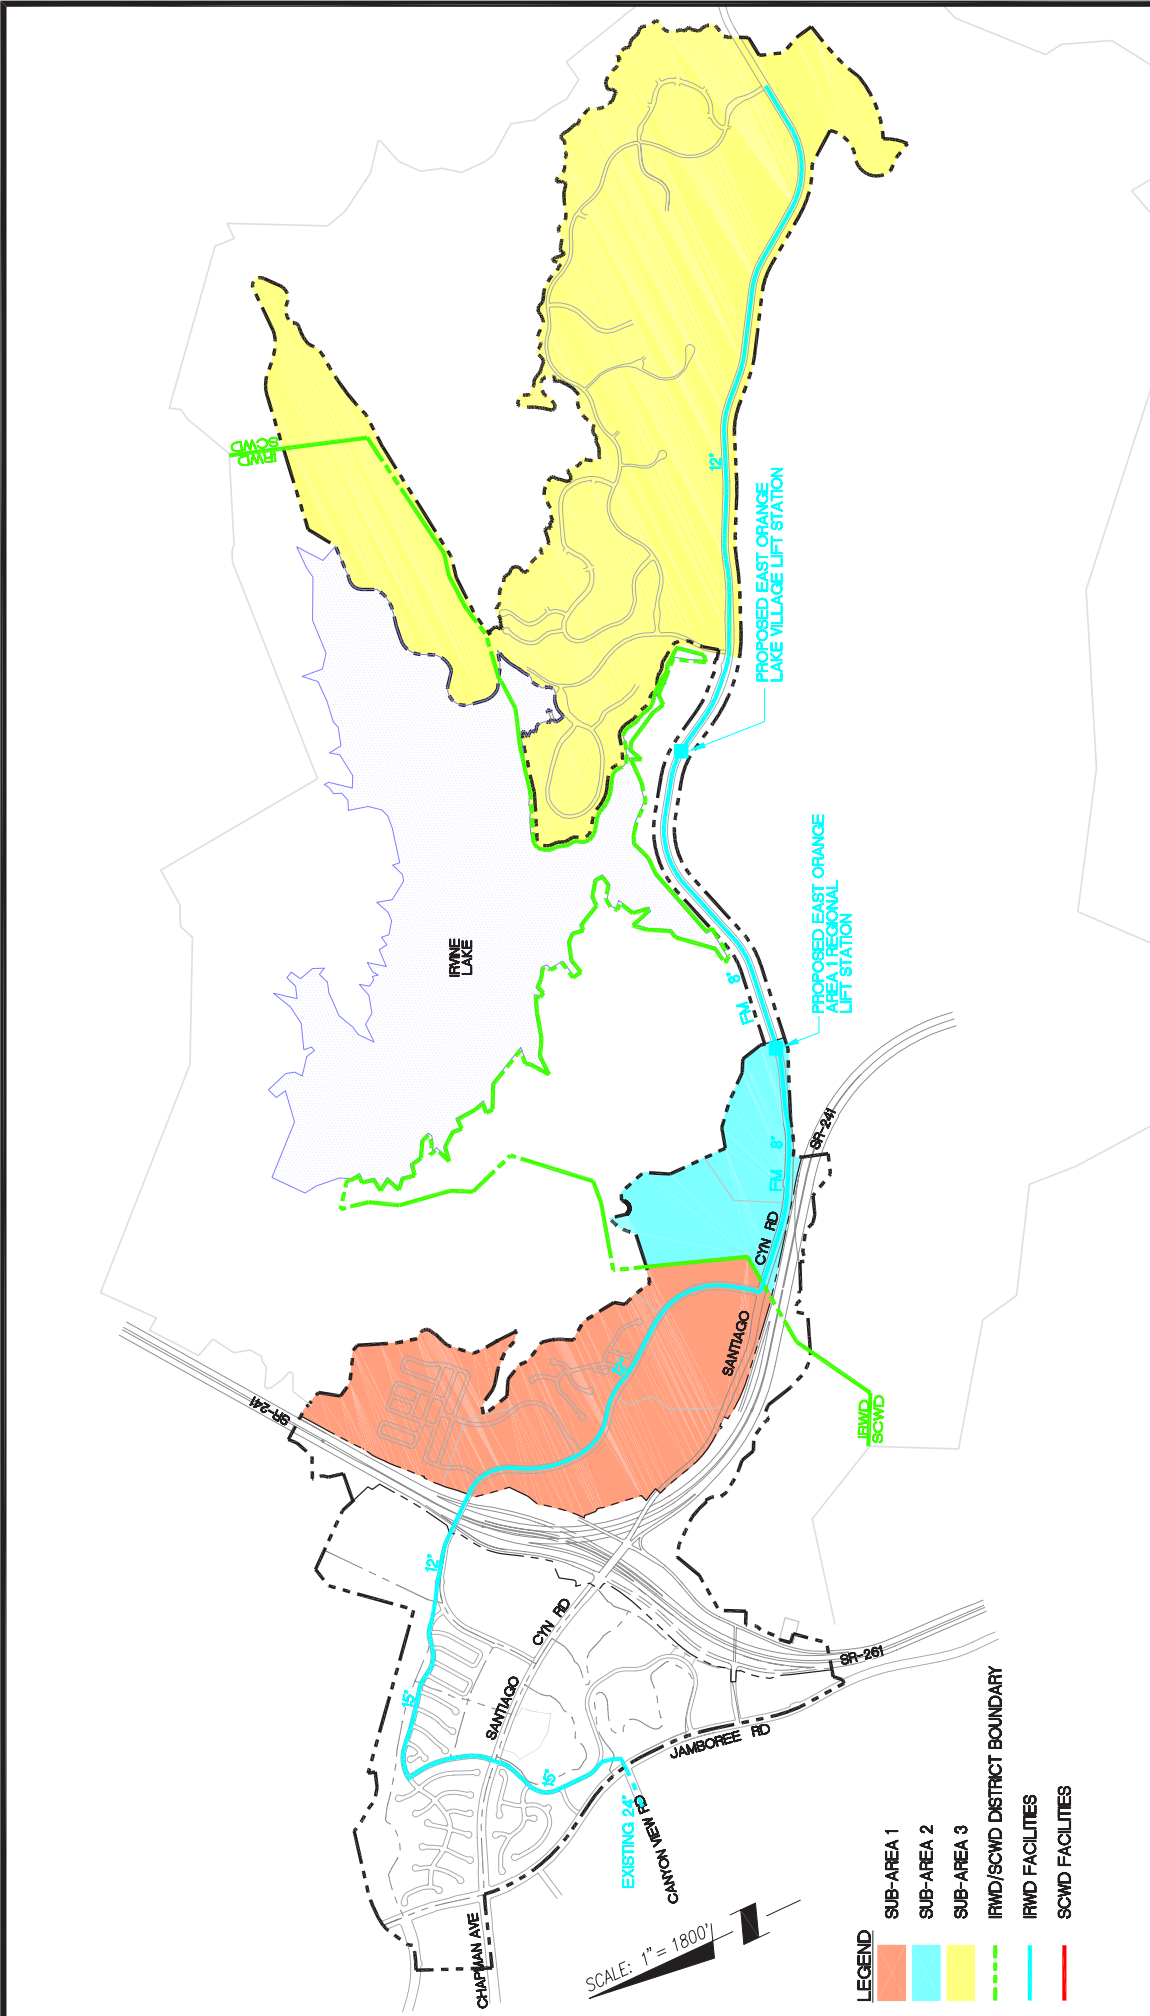 SCWD
IRWD
12"
PROPOSED EAST ORANGE
LAKE VILLAGE LIFT STATION
PROPOSED EAST ORANGE
AREA 1 REGIONAL
LIFT STATION
IRVINE
LAKE
FM 8"
FM 8"
SR-241
CYN RD
SANTIAGO
12"
SR-241
IRWD
SCWD
12"
CYN RD
SANTIAGO
15"
15"
SR-261
JAMBOREE RD
EXISTING 24"
CANYON VIEW RD
CHAPMAN AVE
SCALE: 1" = 1800'
LEGEND
SUB-AREA 1
SUB-AREA 2
SUB-AREA 3
IRWD/SCWD DISTRICT BOUNDARY
IRWD FACILITIES
SCWD FACILITIES